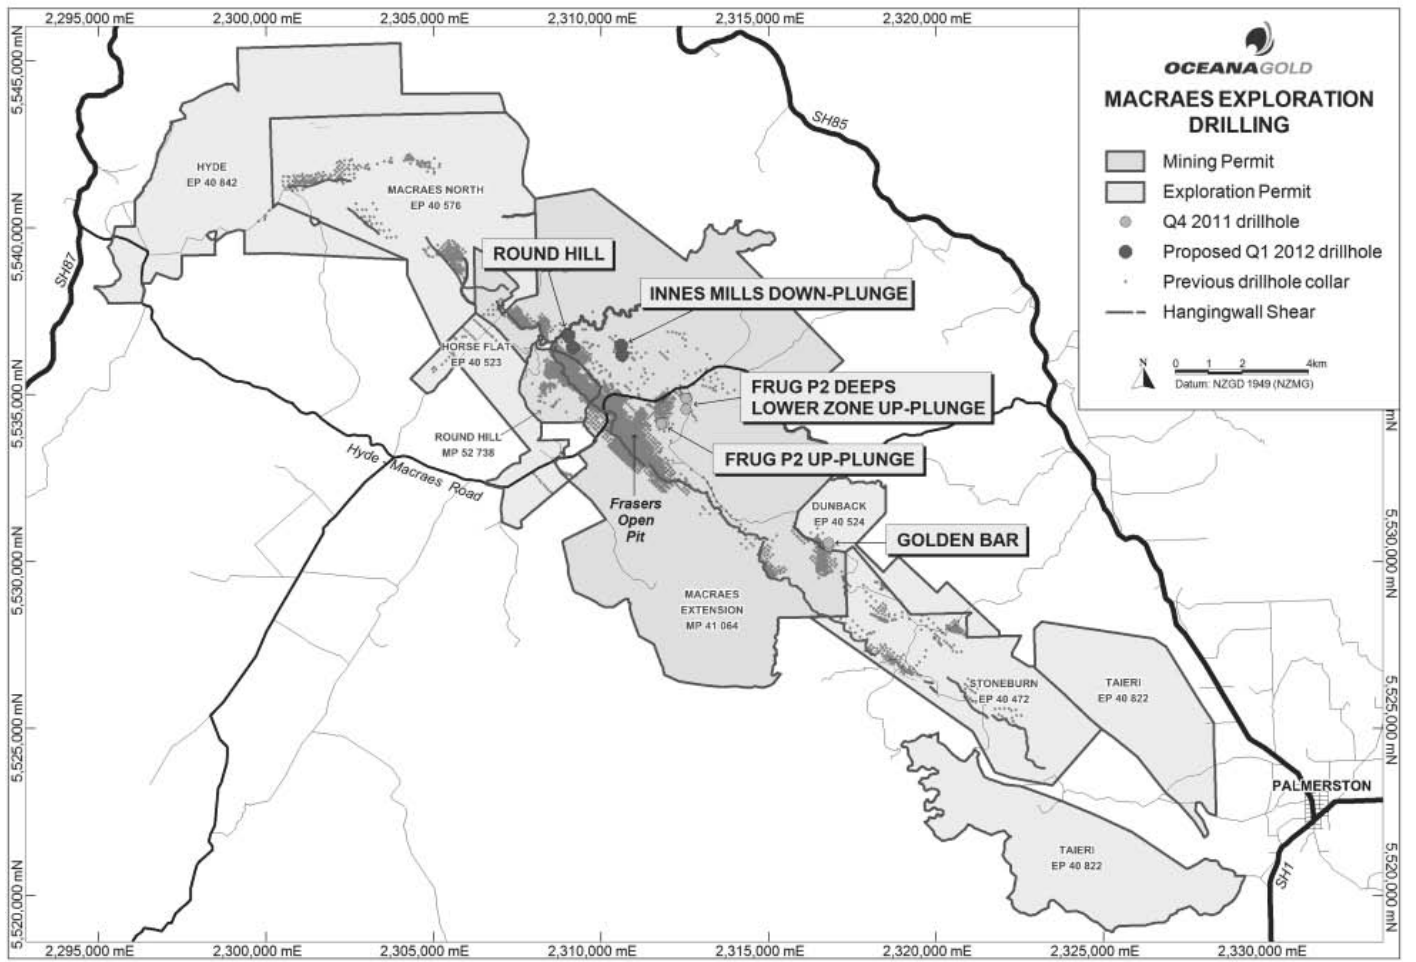 2,295,000 mE
2,300,000 mE
2,305,000 mE
2,310,000 mE
2,315,000 mE
2,320,000 mE
OCEANAGOLD
MACRAES EXPLORATION
DRILLING
Mining Permit
Exploration Permit
Q4 2011 drillhole
Proposed Q1 2012 drillhole
Previous drillhole collar
Hangingwall Shear
N
0 1 2 4km
Datum: NZGD 1949 (NZMG)
5,545,000 mN
5,540,000 mN
5,535,000 mN
5,530,000 mN
5,525,000 mN
5,520,000 mN
SH85
SH87
HYDE
EP 40 842
MACRAES NORTH
EP 40 576
ROUND HILL
INNES MILLS DOWN-PLUNGE
HORSE FLAT
EP 40 523
FRUG P2 DEEPS
LOWER ZONE UP-PLUNGE
ROUND HILL
MP 52 738
FRUG P2 UP-PLUNGE
Hyde - Macraes Road
Frasers
Open
Pit
DUNBACK
EP 40 524
GOLDEN BAR
MACRAES
EXTENSION
MP 41 064
STONEBURN
EP 40 472
TAIERI
EP 40 822
PALMERSTON
TAIERI
EP 40 822
SH1
mN
5,530,000 mN
5,525,000 mN
5,520,000 mN
2,295,000 mE
2,300,000 mE
2,305,000 mE
2,310,000 mE
2,315,000 mE
2,320,000 mE
2,325,000 mE
2,330,000 mE